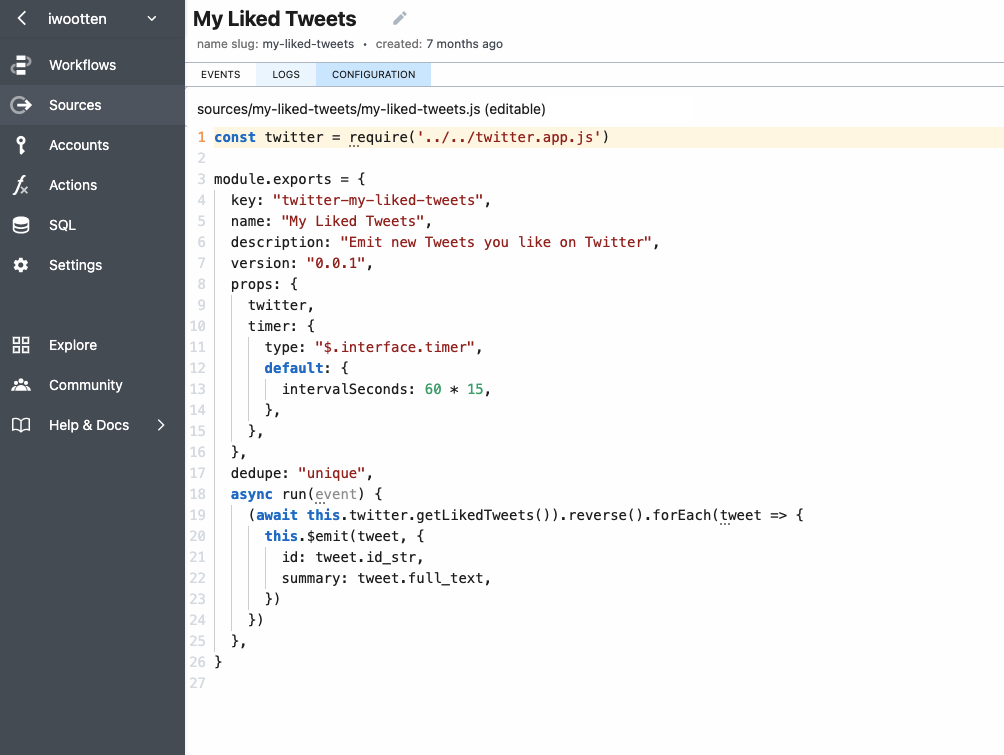 iwootten
Workflows
Sources
Accounts
Actions
SQL
Settings
Explore
Community
Help & Docs
My Liked Tweets
name slug: my-liked-tweets • created: 7 months ago
EVENTS LOGS CONFIGURATION
sources/my-liked-tweets/my-liked-tweets.js (editable)
1 const twitter = require('../../twitter.app.js')
2
3 module.exports = {
4 key: "twitter-my-liked-tweets",
5 name: "My Liked Tweets",
6 description: "Emit new Tweets you like on Twitter",
7 version: "0.0.1",
8 props: {
9 twitter,
10 timer: {
11 type: "$.interface.timer",
12 default: {
13 intervalSeconds: 60 * 15,
14 },
15 },
16 },
17 dedupe: "unique",
18 async run(event) {
19 (await this.twitter.getLikedTweets()).reverse().forEach(tweet => {
20 this.$emit(tweet, {
21 id: tweet.id_str,
22 summary: tweet.full_text,
23 })
24 })
25 },
26 }
27